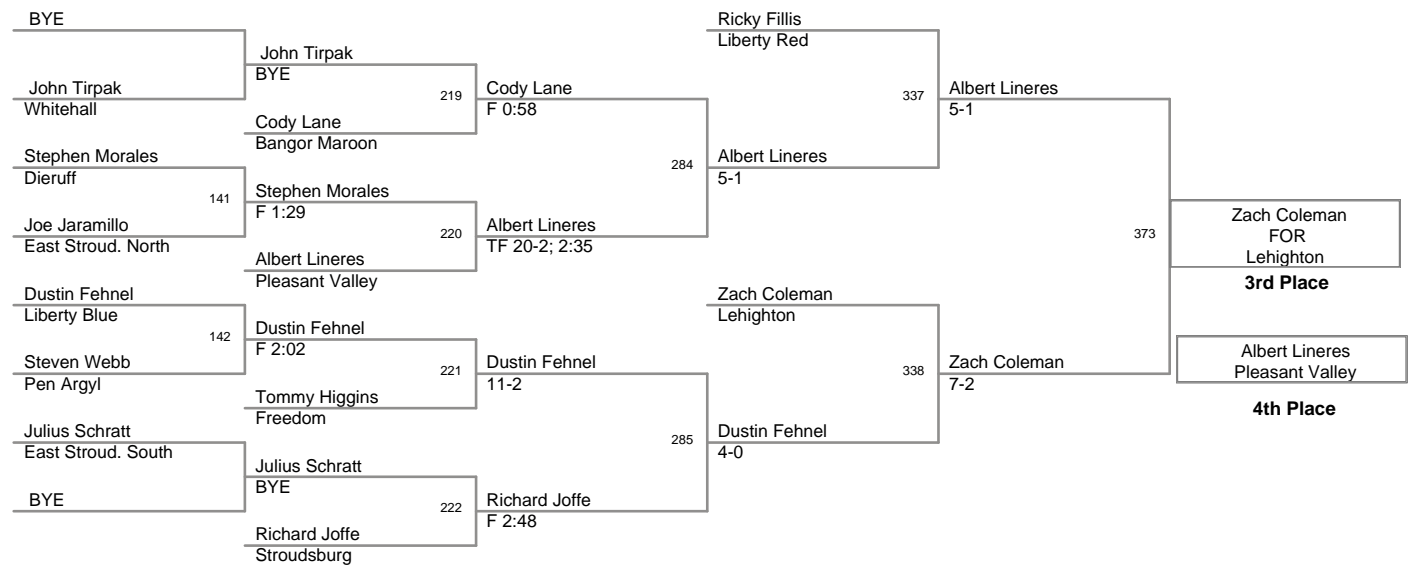 BYE
John Tirpak
Whitehall
Stephen Morales
Dieruff
141
Joe Jaramillo
East Stroud. North
Dustin Fehnel
Liberty Blue
142
Steven Webb
Pen Argyl
Julius Schratt
East Stroud. South
BYE
John Tirpak
BYE
219
Cody Lane
Bangor Maroon
Stephen Morales
F 1:29
220
Albert Lineres
Pleasant Valley
Dustin Fehnel
F 2:02
221
Tommy Higgins
Freedom
Julius Schratt
BYE
222
Richard Joffe
Stroudsburg
Cody Lane
F 0:58
284
Albert Lineres
TF 20-2; 2:35
Dustin Fehnel
11-2
285
Richard Joffe
F 2:48
Ricky Fillis
Liberty Red
337
Albert Lineres
5-1
Zach Coleman
Lehighton
338
Dustin Fehnel
4-0
Albert Lineres
5-1
373
Zach Coleman
7-2
Zach Coleman
FOR
Lehighton
3rd Place
Albert Lineres
Pleasant Valley
4th Place